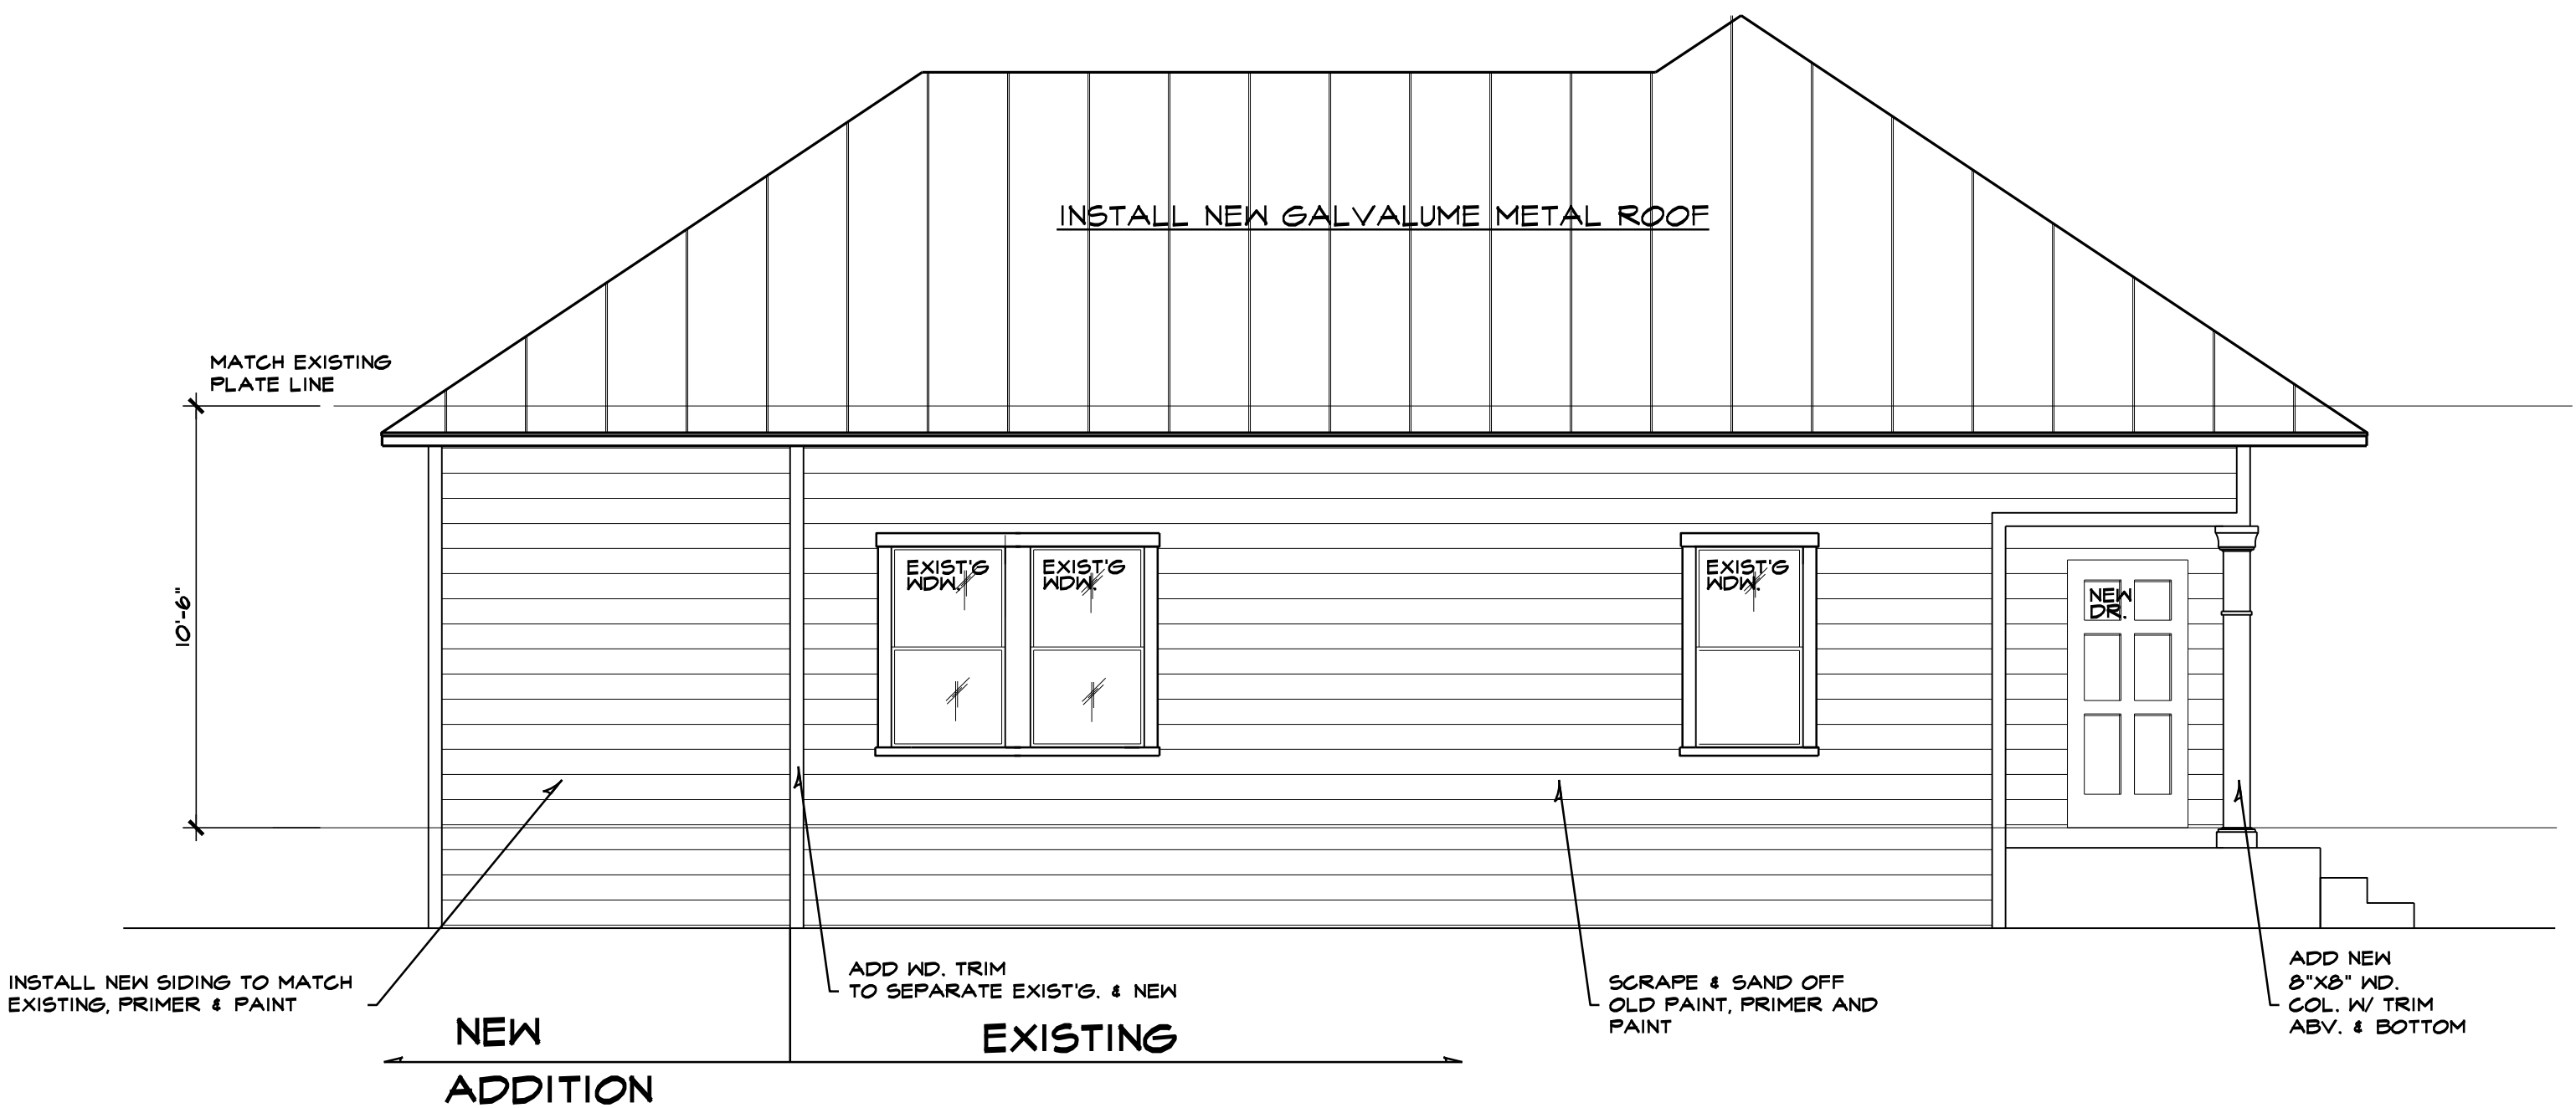 INSTALL NEW GALVALUME METAL ROOF
MATCH EXISTING
PLATE LINE
10'-6"
EXIST'G
WDW.
EXIST'G
WDW.
EXIST'G
WDW.
NEW
DR.
INSTALL NEW SIDING TO MATCH
EXISTING, PRIMER & PAINT
ADD WD. TRIM
TO SEPARATE EXIST'G. & NEW
SCRAPE & SAND OFF
OLD PAINT, PRIMER AND
PAINT
ADD NEW
8"X8" WD.
COL. W/ TRIM
ABV. & BOTTOM
NEW
ADDITION
EXISTING